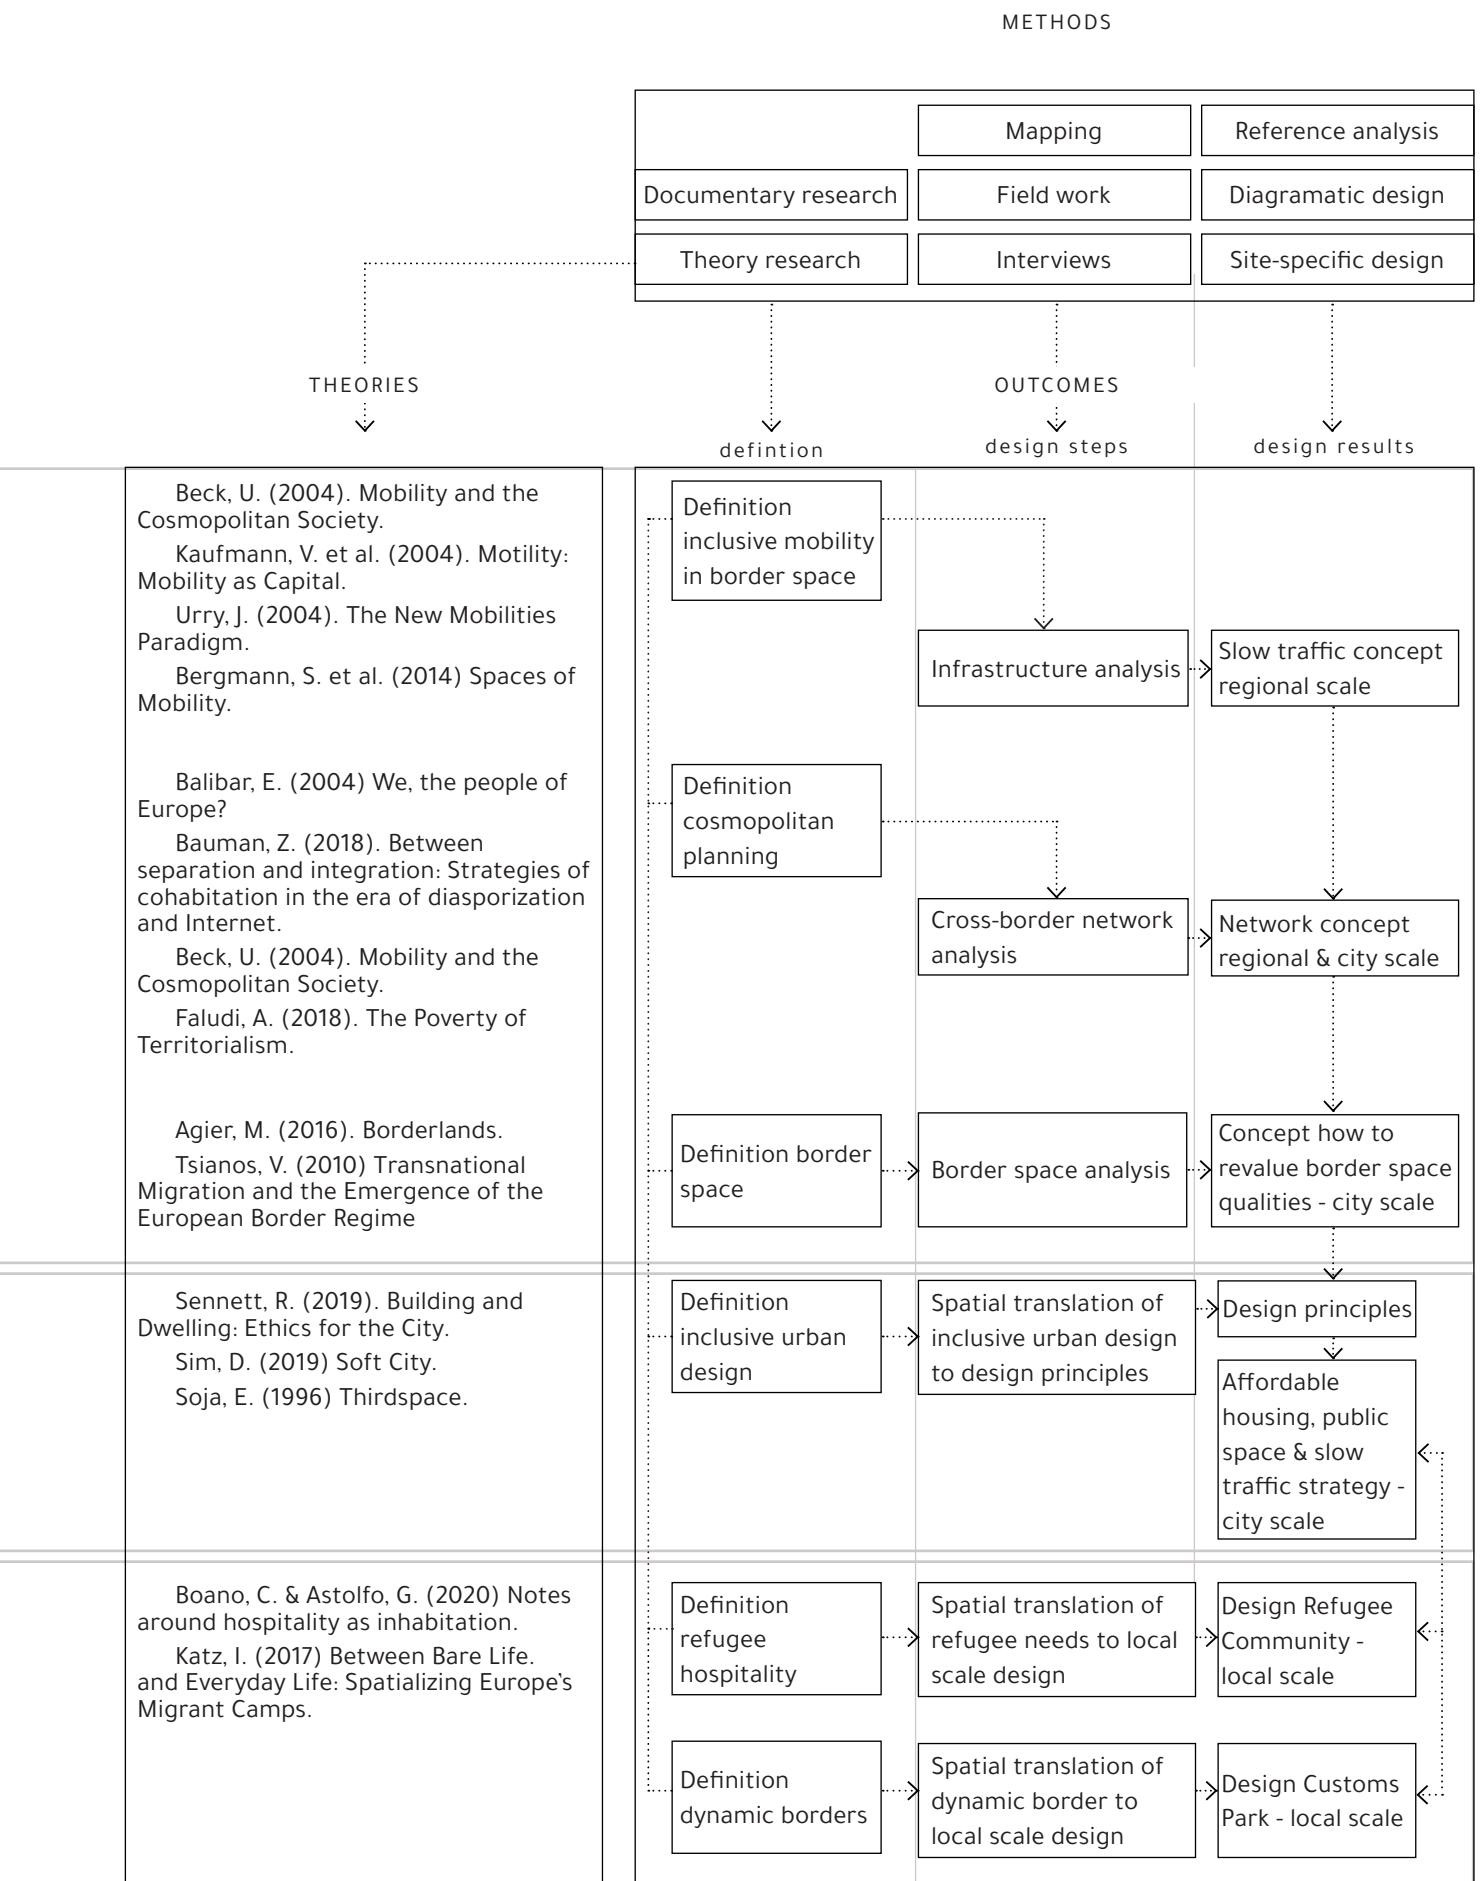 METHODS
Mapping
Reference analysis
Documentary research
Field work
Diagramatic design
Theory research
Interviews
Site-specific design
THEORIES
OUTCOMES
defintion
design steps
design results
Beck, U. (2004). Mobility and the
Cosmopolitan Society.
Kaufmann, V. et al. (2004). Motility:
Mobility as Capital.
Urry, J. (2004). The New Mobilities
Paradigm.
Bergmann, S. et al. (2014) Spaces of
Mobility.
Definition
inclusive mobility
in border space
Infrastructure analysis
Slow traffic concept
regional scale
Balibar, E. (2004) We, the people of
Europe?
Bauman, Z. (2018). Between
separation and integration: Strategies of
cohabitation in the era of diasporization
and Internet.
Beck, U. (2004). Mobility and the
Cosmopolitan Society.
Faludi, A. (2018). The Poverty of
Territorialism.
Definition
cosmopolitan
planning
Cross-border network
analysis
Network concept
regional & city scale
Agier, M. (2016). Borderlands.
Tsianos, V. (2010) Transnational
Migration and the Emergence of the
European Border Regime
Definition border
space
Border space analysis
Concept how to
revalue border space
qualities - city scale
Sennett, R. (2019). Building and
Dwelling: Ethics for the City.
Sim, D. (2019) Soft City.
Soja, E. (1996) Thirdspace.
Definition
inclusive urban
design
Spatial translation of
inclusive urban design
to design principles
Design principles
Affordable
housing, public
space & slow
traffic strategy -
city scale
Boano, C. & Astolfo, G. (2020) Notes
around hospitality as inhabitation.
Katz, I. (2017) Between Bare Life.
and Everyday Life: Spatializing Europe's
Migrant Camps.
Definition
refugee
hospitality
Spatial translation of
refugee needs to local
scale design
Design Refugee
Community -
local scale
Definition
dynamic borders
Spatial translation of
dynamic border to
local scale design
Design Customs
Park - local scale